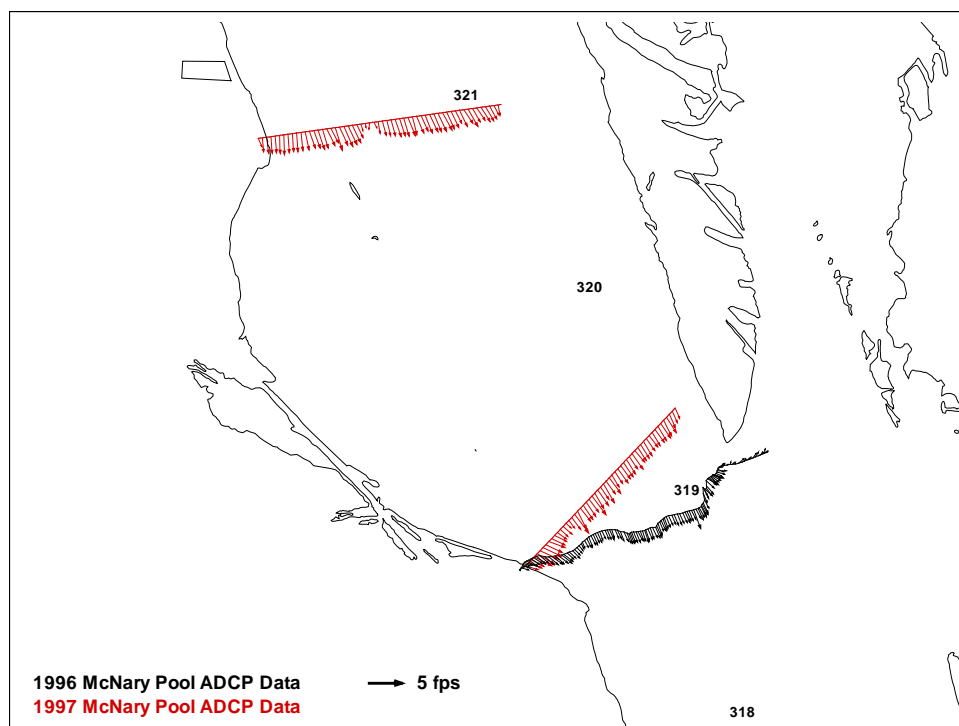 321
320
319
1996 McNary Pool ADCP Data 5 fps
1997 McNary Pool ADCP Data
318